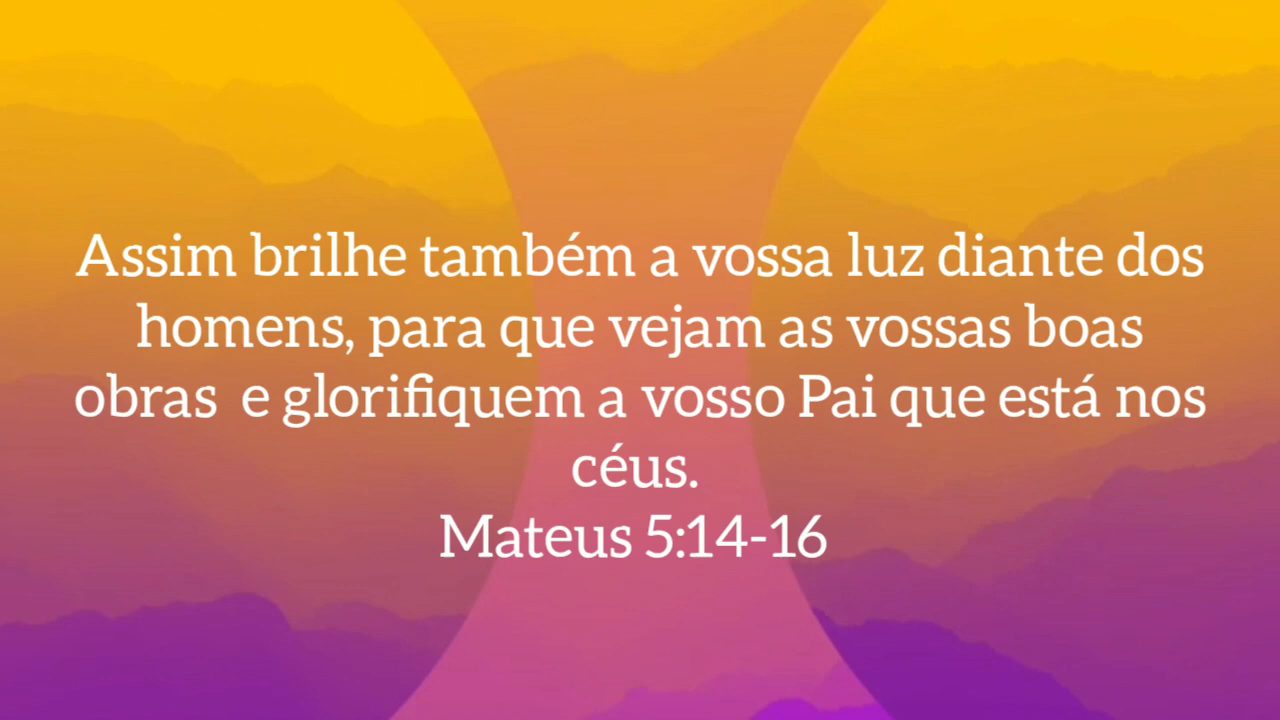 Assim brilhe também a vossa luz diante dos
homens, para que vejam as vossas boas
obras  e glorifiquem a vosso Pai que está nos
céus.
Mateus 5:14-16